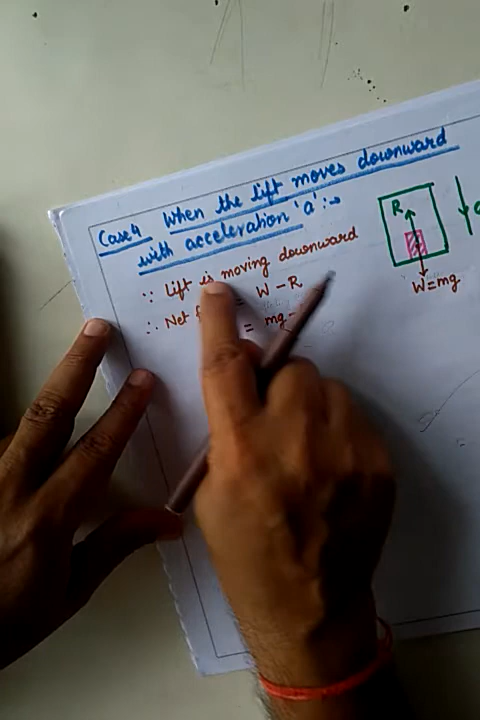 Case 4 When the lift moves downward
with acceleration 'a' :-
∵ Lift is moving downward
∴ Net = W - R
= mg -
R
W = mg